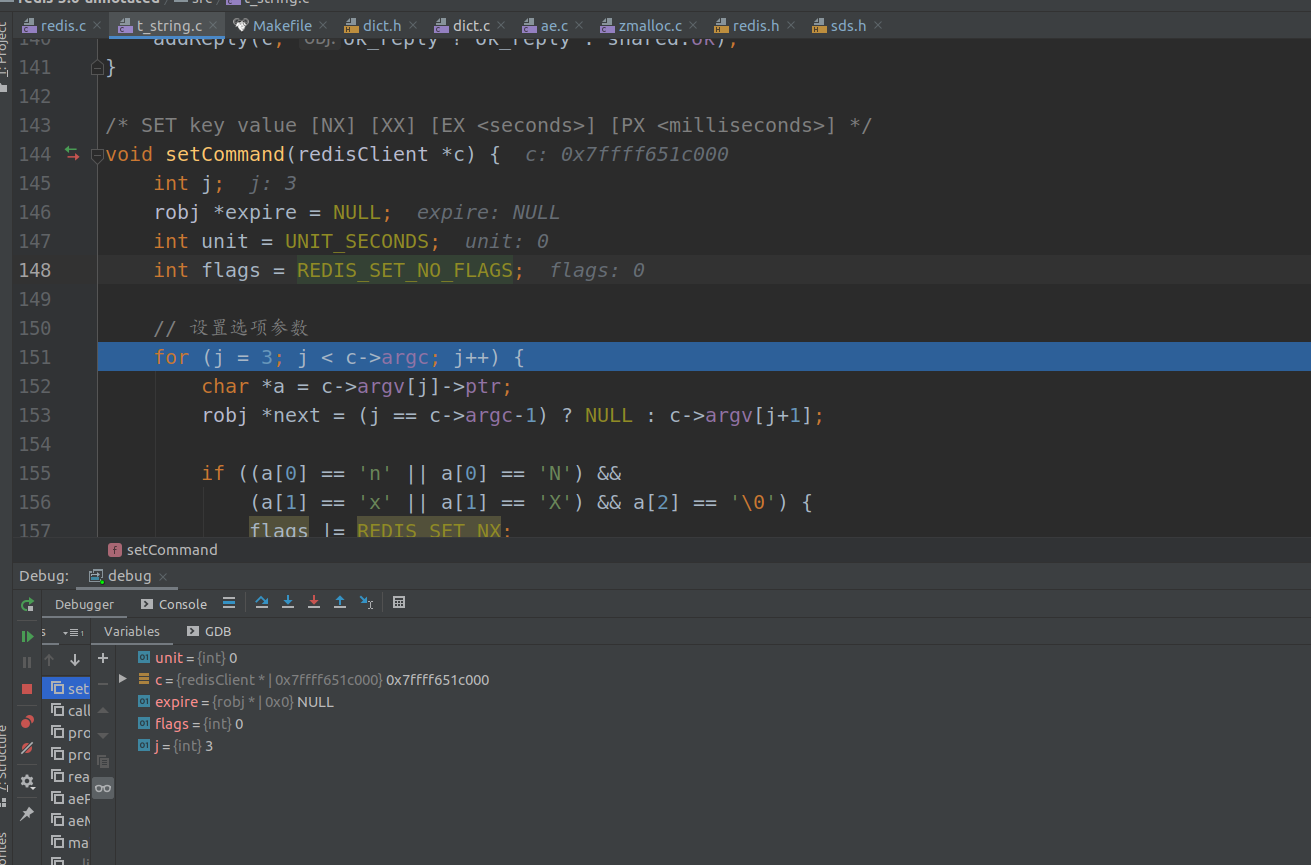 redis-3.0-annotated src t_string.c
redis.c t_string.c Makefile dict.h dict.c ae.c zmalloc.c redis.h sds.h
140 addReply(c, obj: ok_reply ? ok_reply : shared.ok);
141 }
142
143 /* SET key value [NX] [XX] [EX <seconds>] [PX <milliseconds>] */
144 void setCommand(redisClient *c) { c: 0x7ffff651c000
145 int j; j: 3
146 robj *expire = NULL; expire: NULL
147 int unit = UNIT_SECONDS; unit: 0
148 int flags = REDIS_SET_NO_FLAGS; flags: 0
149
150 // 设置选项参数
151 for (j = 3; j < c->argc; j++) {
152 char *a = c->argv[j]->ptr;
153 robj *next = (j == c->argc-1) ? NULL : c->argv[j+1];
154
155 if ((a[0] == 'n' || a[0] == 'N') &&
156 (a[1] == 'x' || a[1] == 'X') && a[2] == '\0') {
157 flags |= REDIS_SET_NX;
f setCommand
Debug: debug
Debugger Console
s Variables GDB
unit = {int} 0
c = {redisClient * | 0x7ffff651c000} 0x7ffff651c000
expire = {robj * | 0x0} NULL
flags = {int} 0
j = {int} 3
set
call
pro
pro
rea
aeP
aeM
ma
1: Project
7: Structure